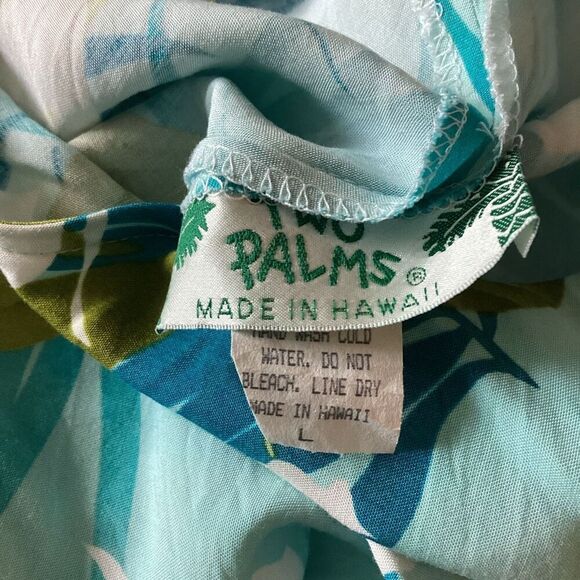 TWO
PALMS®
MADE IN HAWAII
HAND WASH COLD
WATER. DO NOT
BLEACH. LINE DRY
MADE IN HAWAII
L